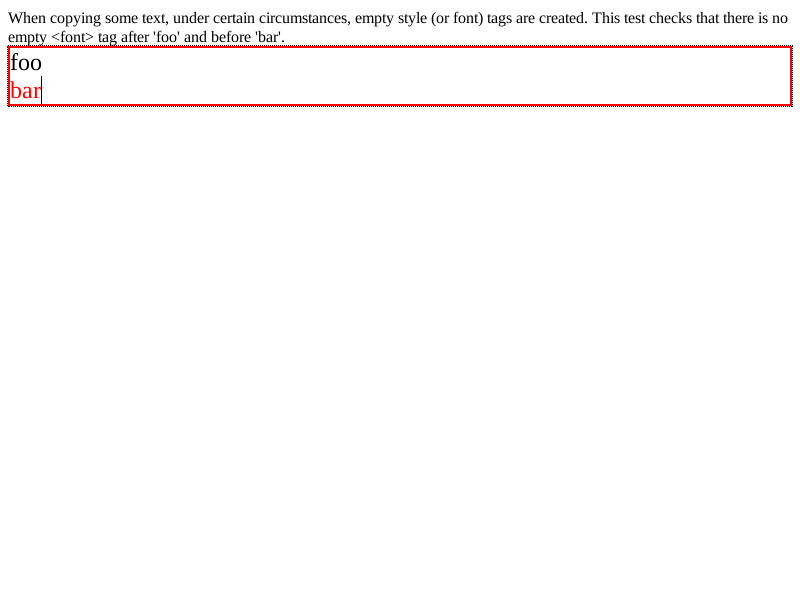 When copying some text, under certain circumstances, empty style (or font) tags are created. This test checks that there is no
empty <font> tag after 'foo' and before 'bar'.
foo
bar